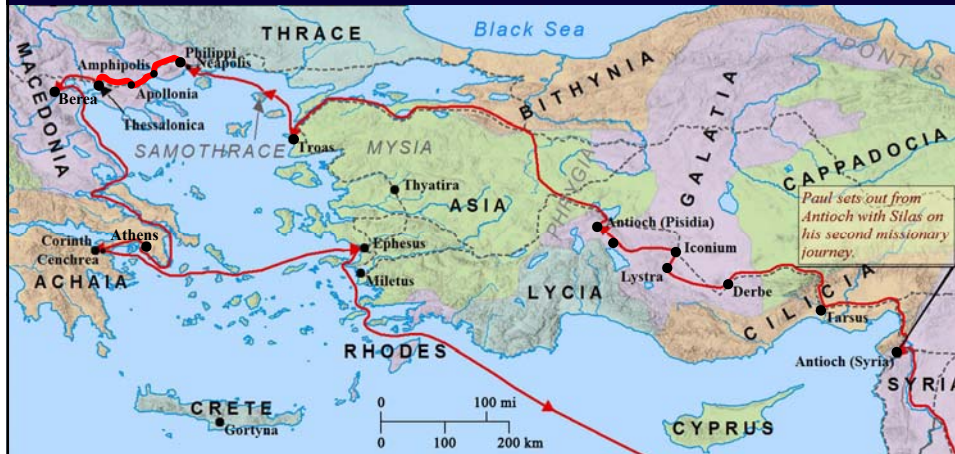 Black Sea
THRACE
PONTUS
Philippi
Neapolis
Amphipolis
MACEDONIA
Berea
Apollonia
Thessalonica
SAMOTHRACE
BITHYNIA
GALATIA
CAPPADOCIA
Troas
MYSIA
PHRYGIA
Paul sets out from
Antioch with Silas on
his second missionary
journey.
Thyatira
ASIA
Antioch (Pisidia)
Athens
Corinth
Cenchrea
ACHAIA
Ephesus
Miletus
Iconium
Lystra
Derbe
LYCIA
CILICIA
Tarsus
RHODES
Antioch (Syria)
SYRIA
CRETE
Gortyna
0 100 mi
0 100 200 km
CYPRUS